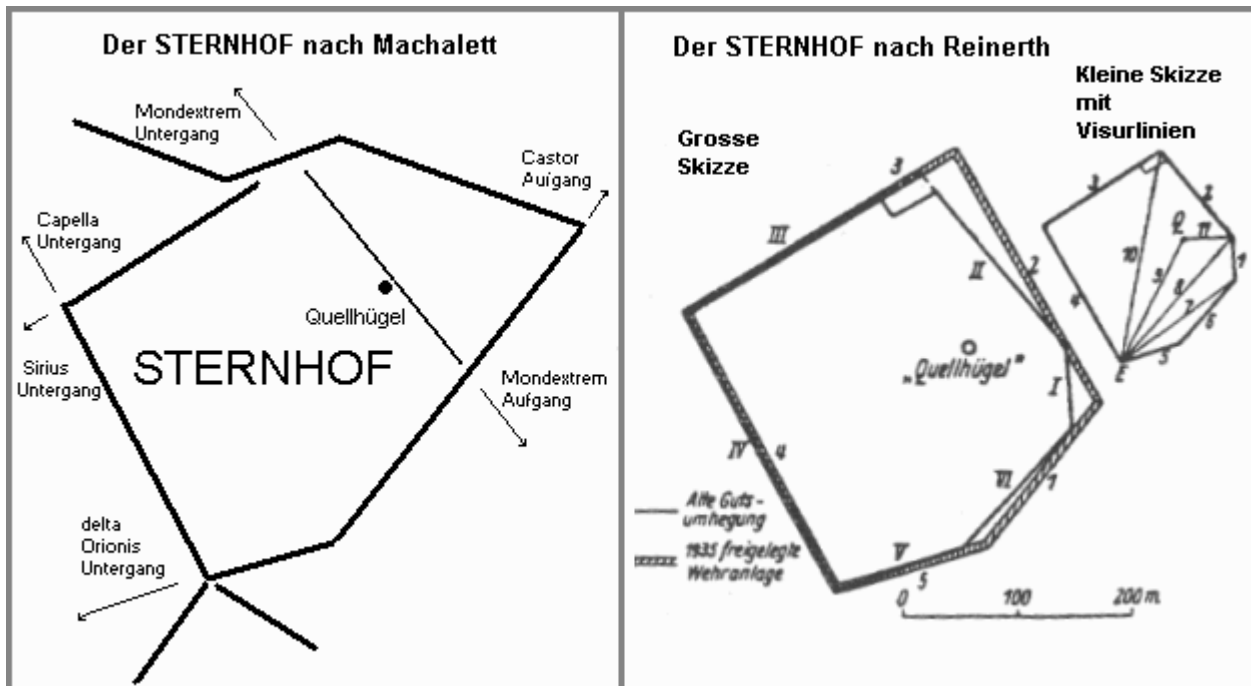 Der STERNHOF nach Machalett
Mondextrem
Untergang
Castor
Aufgang
Capella
Untergang
Quellhügel
STERNHOF
Sirius
Untergang
Mondextrem
Aufgang
delta
Orionis
Untergang
Der STERNHOF nach Reinerth
Kleine Skizze
mit
Visurlinien
Grosse
Skizze
3
III
II
2
„Quellhügel"
I
IV
4
VI
1
V
5
Alte Guts-
umhegung
1935 freigelegte
Wehranlage
0 100 200 m.
3
2
Q
11
10
1
9
8
7
6
4
5
E